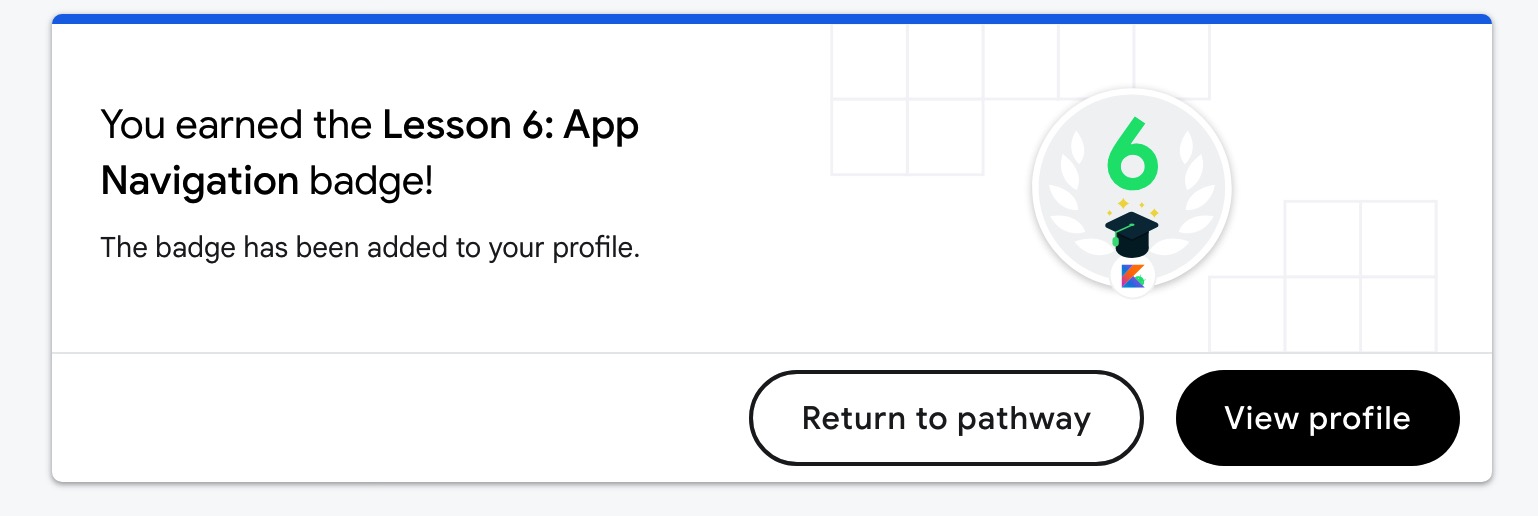 You earned the Lesson 6: App
Navigation badge!
The badge has been added to your profile.
6
Return to pathway
View profile